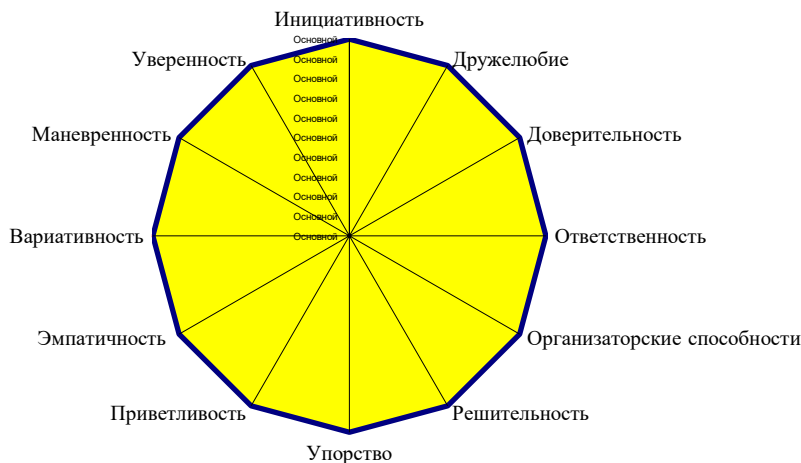 Инициативность
Основной
Уверенность
Основной
Дружелюбие
Основной
Основной
Основной
Маневренность
Основной
Доверительность
Основной
Основной
Основной
Основной
Вариативность
Основной
Ответственность
Эмпатичность
Организаторские способности
Приветливость
Решительность
Упорство